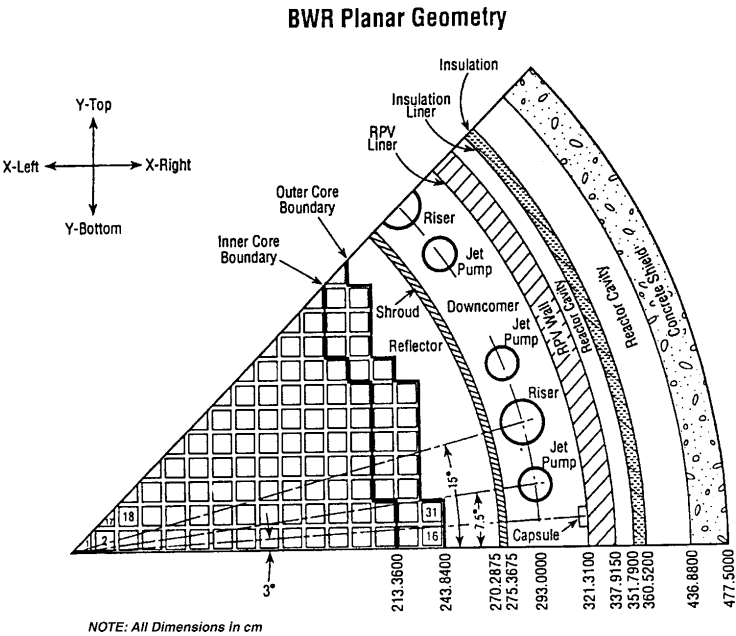 BWR Planar Geometry
Insulation
Insulation
Liner
RPV
Liner
Y-Top
X-Left
X-Right
Y-Bottom
Outer Core
Boundary
Inner Core
Boundary
Riser
Jet
Pump
Shroud
Downcomer
Reflector
RPV Wall
Reactor Cavity
Reactor Cavity
Concrete Shield
Jet
Pump
Riser
Jet
Pump
15°
7.5°
Capsule
17
18
31
1
2
16
3°
213.3600
243.8400
270.2875
275.3675
293.0000
321.3100
337.9150
351.7900
360.5200
436.8800
477.5000
NOTE: All Dimensions in cm